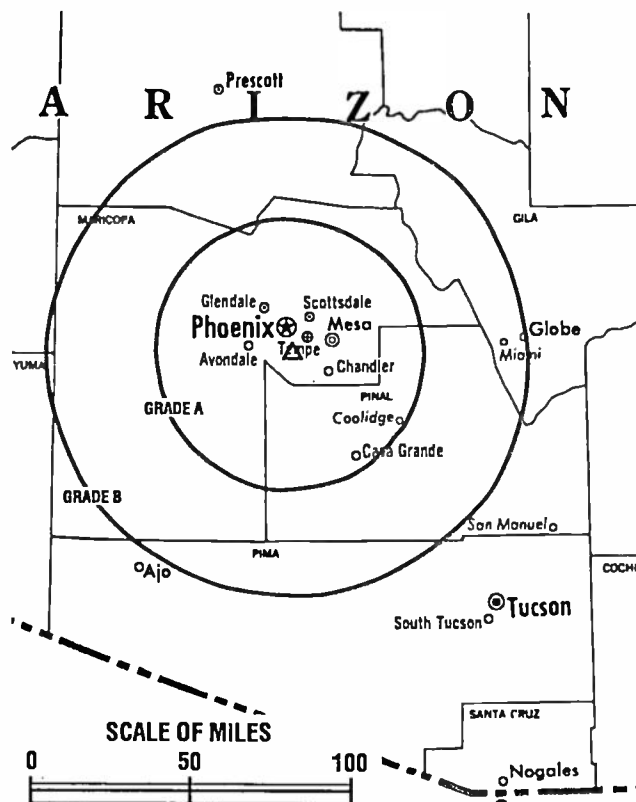 Prescott
A R I Z O N
MARICOPA
GILA
Glendale
Scottsdale
Phoenix
Mesa
Globe
Tempe
Miami
Avondale
YUMA
Chandler
PINAL
GRADE A
Coolidge
Casa Grande
GRADE B
San Manuel
PIMA
COCH
Ajo
Tucson
South Tucson
SCALE OF MILES
SANTA CRUZ
0 50 100
Nogales